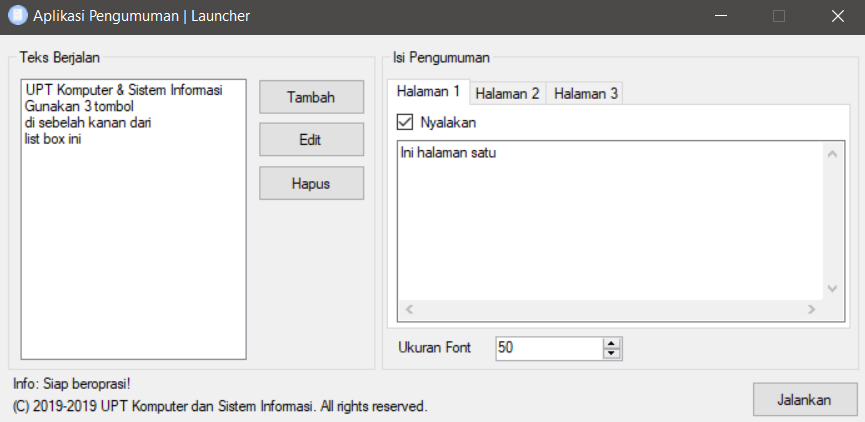 Aplikasi Pengumuman | Launcher
Teks Berjalan
UPT Komputer & Sistem Informasi
Gunakan 3 tombol
di sebelah kanan dari
list box ini
Tambah
Edit
Hapus
Isi Pengumuman
Halaman 1 Halaman 2 Halaman 3
Nyalakan
Ini halaman satu
Ukuran Font 50
Info: Siap beroprasi!
(C) 2019-2019 UPT Komputer dan Sistem Informasi. All rights reserved.
Jalankan